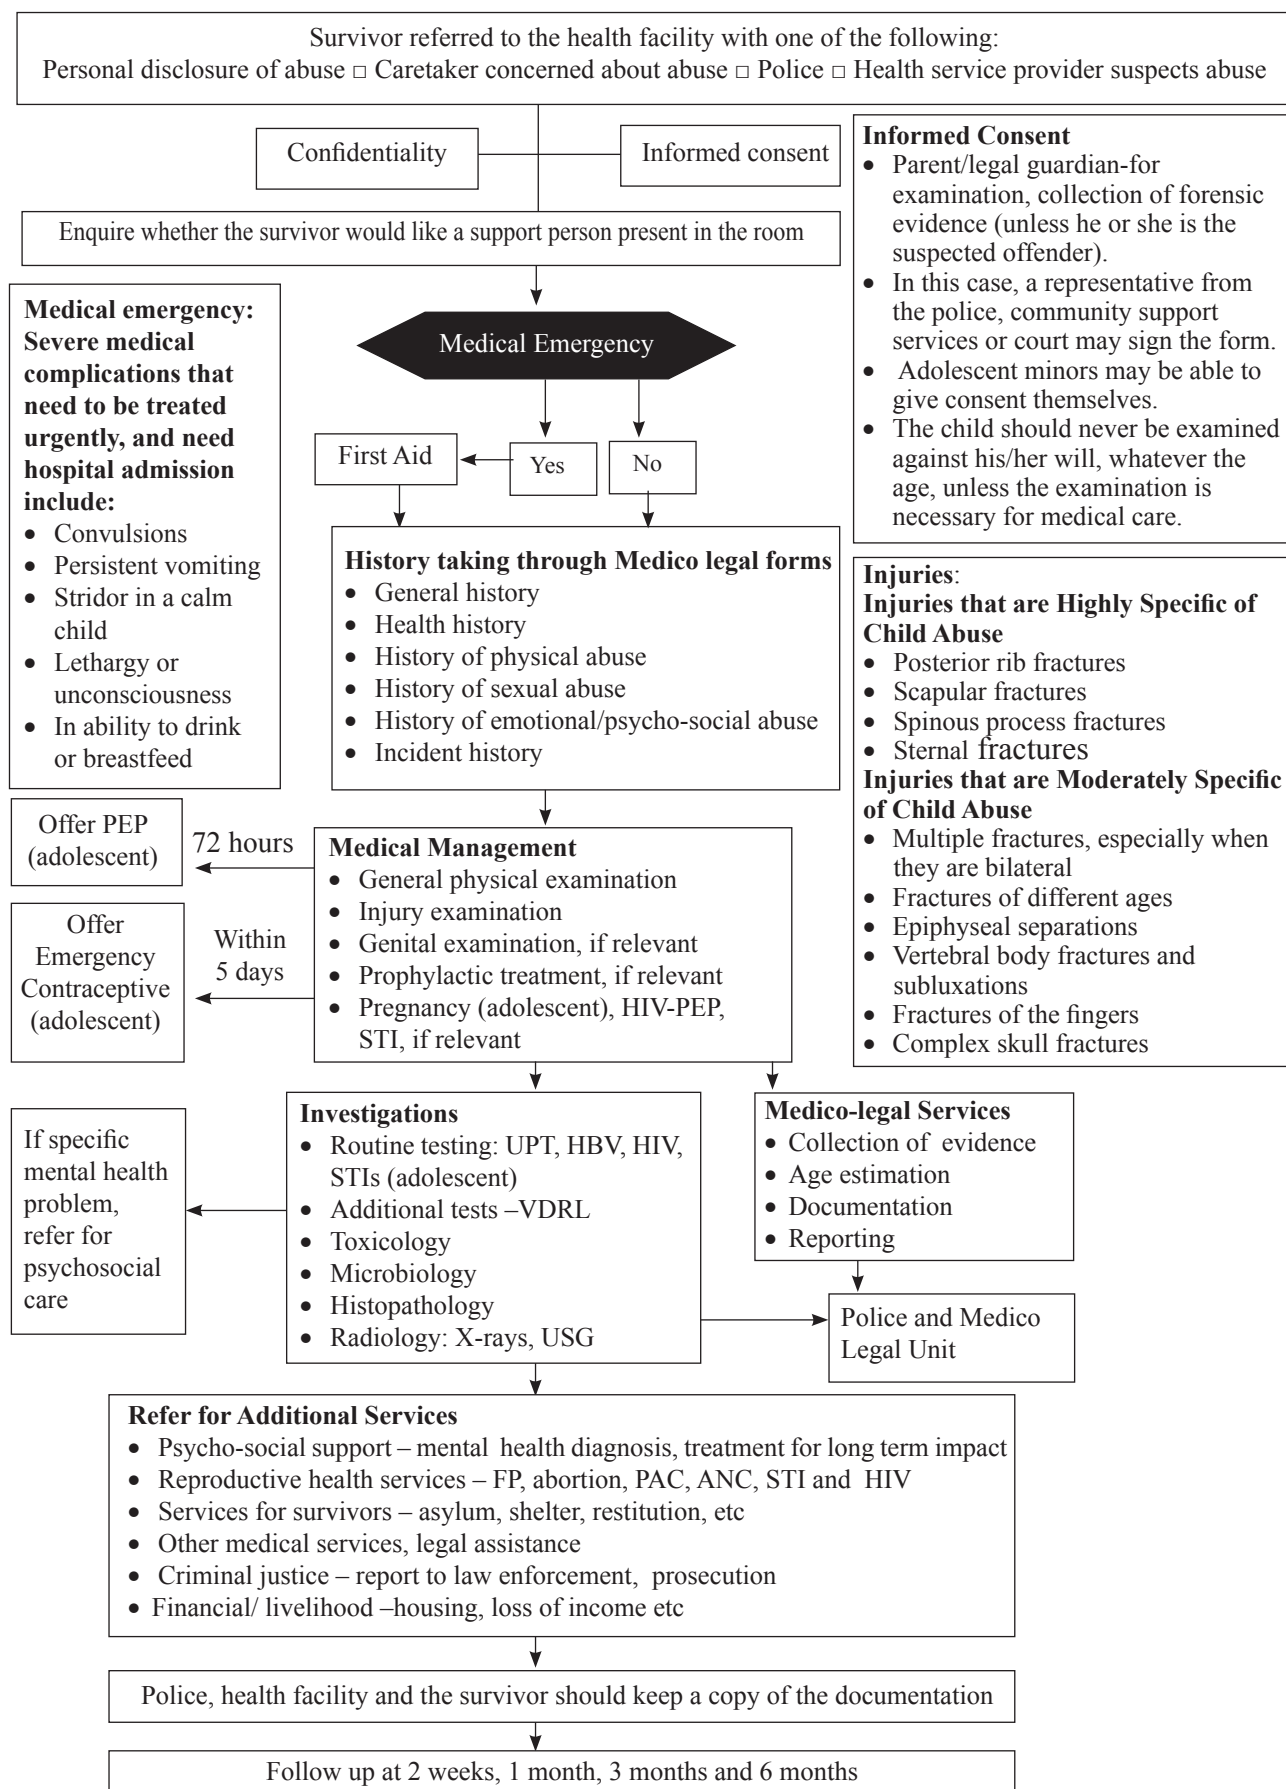 Survivor referred to the health facility with one of the following:
Personal disclosure of abuse □ Caretaker concerned about abuse □ Police □ Health service provider suspects abuse
Confidentiality
Informed consent
Enquire whether the survivor would like a support person present in the room
Informed Consent
• Parent/legal guardian-for
examination, collection of forensic
evidence (unless he or she is the
suspected offender).
• In this case, a representative from
the police, community support
services or court may sign the form.
• Adolescent minors may be able to
give consent themselves.
• The child should never be examined
against his/her will, whatever the
age, unless the examination is
necessary for medical care.
Medical emergency:
Severe medical
complications that
need to be treated
urgently, and need
hospital admission
include:
• Convulsions
• Persistent vomiting
• Stridor in a calm
child
• Lethargy or
unconsciousness
• In ability to drink
or breastfeed
Medical Emergency
First Aid
Yes
No
History taking through Medico legal forms
• General history
• Health history
• History of physical abuse
• History of sexual abuse
• History of emotional/psycho-social abuse
• Incident history
Injuries:
Injuries that are Highly Specific of
Child Abuse
• Posterior rib fractures
• Scapular fractures
• Spinous process fractures
• Sternal fractures
Injuries that are Moderately Specific
of Child Abuse
• Multiple fractures, especially when
they are bilateral
• Fractures of different ages
• Epiphyseal separations
• Vertebral body fractures and
subluxations
• Fractures of the fingers
• Complex skull fractures
Offer PEP
(adolescent)
72 hours
Offer
Emergency
Contraceptive
(adolescent)
Within
5 days
Medical Management
• General physical examination
• Injury examination
• Genital examination, if relevant
• Prophylactic treatment, if relevant
• Pregnancy (adolescent), HIV-PEP,
STI, if relevant
If specific
mental health
problem,
refer for
psychosocial
care
Investigations
• Routine testing: UPT, HBV, HIV,
STIs (adolescent)
• Additional tests –VDRL
• Toxicology
• Microbiology
• Histopathology
• Radiology: X-rays, USG
Medico-legal Services
• Collection of evidence
• Age estimation
• Documentation
• Reporting
Police and Medico
Legal Unit
Refer for Additional Services
• Psycho-social support – mental health diagnosis, treatment for long term impact
• Reproductive health services – FP, abortion, PAC, ANC, STI and HIV
• Services for survivors – asylum, shelter, restitution, etc
• Other medical services, legal assistance
• Criminal justice – report to law enforcement, prosecution
• Financial/ livelihood –housing, loss of income etc
Police, health facility and the survivor should keep a copy of the documentation
Follow up at 2 weeks, 1 month, 3 months and 6 months